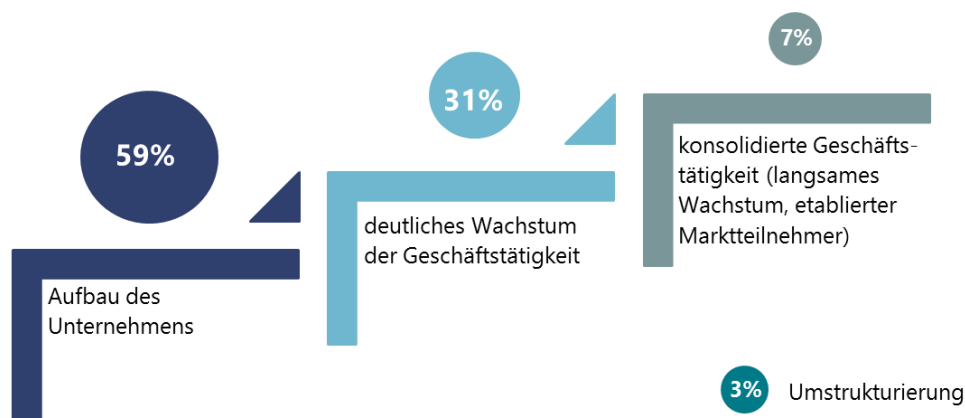 59%
Aufbau des
Unternehmens
31%
deutliches Wachstum
der Geschäftstätigkeit
7%
konsolidierte Geschäfts-
tätigkeit (langsames
Wachstum, etablierter
Marktteilnehmer)
3% Umstrukturierung